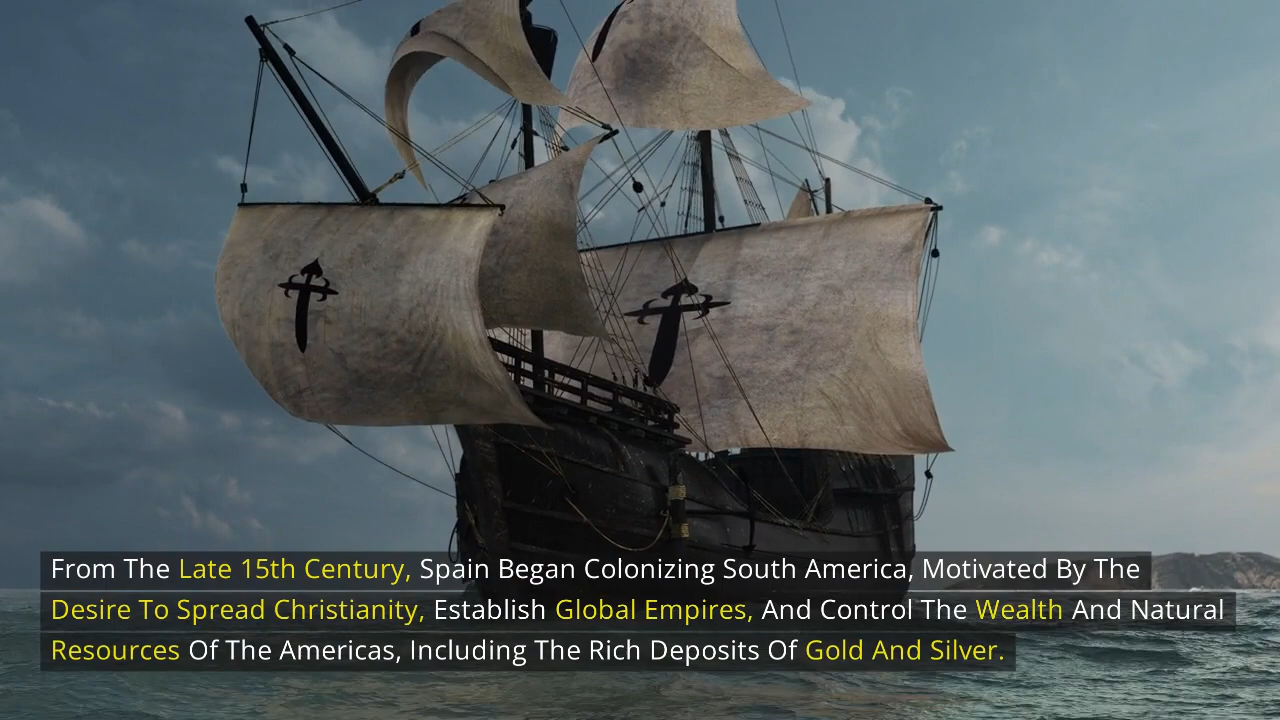 From The Late 15th Century, Spain Began Colonizing South America, Motivated By The
Desire To Spread Christianity, Establish Global Empires, And Control The Wealth And Natural
Resources Of The Americas, Including The Rich Deposits Of Gold And Silver.